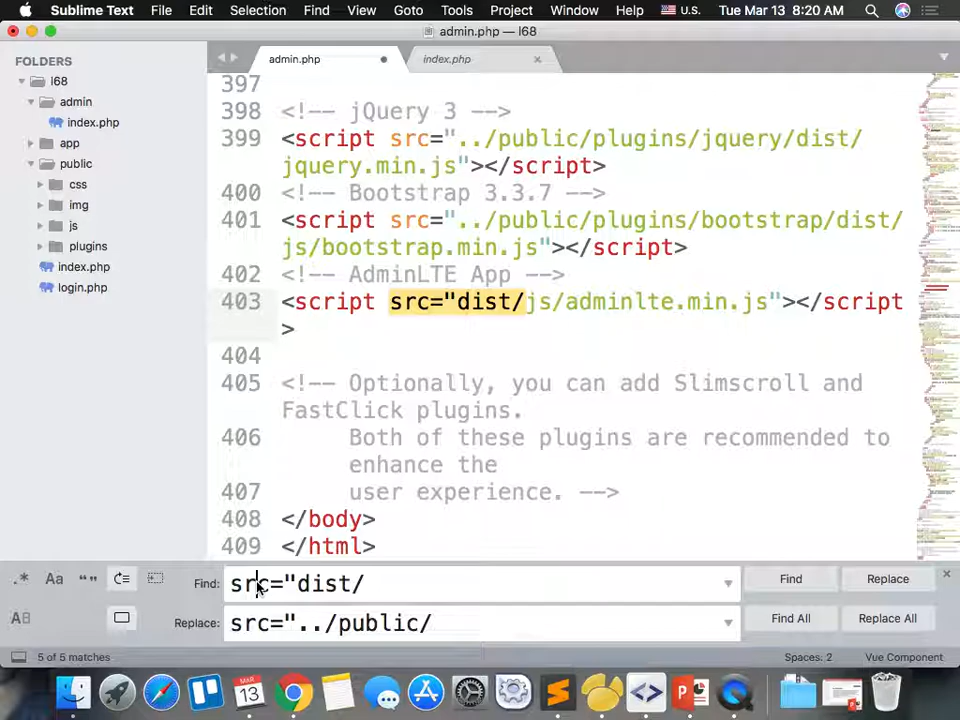 Sublime Text File Edit Selection Find View Goto Tools Project Window Help U.S. Tue Mar 13 8:20 AM
admin.php — l68
FOLDERS
l68
admin
index.php
app
public
css
img
js
plugins
index.php
login.php
admin.php index.php
397
398 <!-- jQuery 3 -->
399 <script src="../public/plugins/jquery/dist/
jquery.min.js"></script>
400 <!-- Bootstrap 3.3.7 -->
401 <script src="../public/plugins/bootstrap/dist/
js/bootstrap.min.js"></script>
402 <!-- AdminLTE App -->
403 <script src="dist/js/adminlte.min.js"></script
>
404
405 <!-- Optionally, you can add Slimscroll and
FastClick plugins.
406 Both of these plugins are recommended to
enhance the
407 user experience. -->
408 </body>
409 </html>
.* Aa “” Find: src="dist/ Find Replace
AB Replace: src="../public/ Find All Replace All
5 of 5 matches Spaces: 2 Vue Component
MAR
13